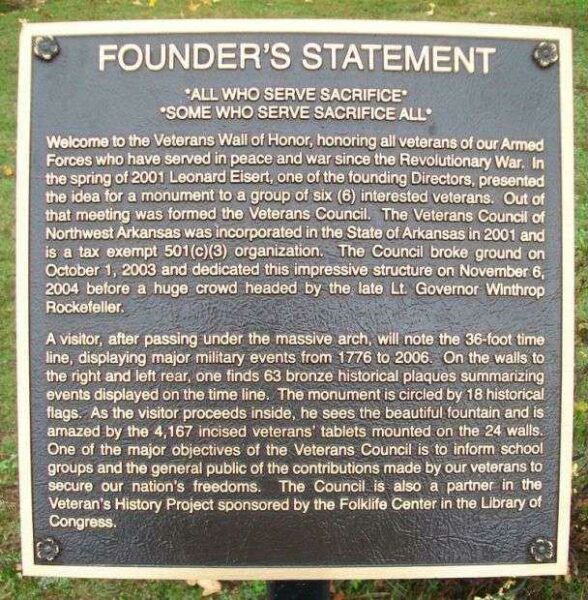 FOUNDER'S STATEMENT
*ALL WHO SERVE SACRIFICE*
*SOME WHO SERVE SACRIFICE ALL*
Welcome to the Veterans Wall of Honor, honoring all veterans of our Armed
Forces who have served in peace and war since the Revolutionary War. In
the spring of 2001 Leonard Eisert, one of the founding Directors, presented
the idea for a monument to a group of six (6) interested veterans. Out of
that meeting was formed the Veterans Council. The Veterans Council of
Northwest Arkansas was incorporated in the State of Arkansas in 2001 and
is a tax exempt 501(c)(3) organization. The Council broke ground on
October 1, 2003 and dedicated this impressive structure on November 6,
2004 before a huge crowd headed by the late Lt. Governor Winthrop
Rockefeller.
A visitor, after passing under the massive arch, will note the 36-foot time
line, displaying major military events from 1776 to 2006. On the walls to
the right and left rear, one finds 63 bronze historical plaques summarizing
events displayed on the time line. The monument is circled by 18 historical
flags. As the visitor proceeds inside, he sees the beautiful fountain and is
amazed by the 4,167 incised veterans' tablets mounted on the 24 walls.
One of the major objectives of the Veterans Council is to inform school
groups and the general public of the contributions made by our veterans to
secure our nation's freedoms. The Council is also a partner in the
Veteran's History Project sponsored by the Folklife Center in the Library of
Congress.